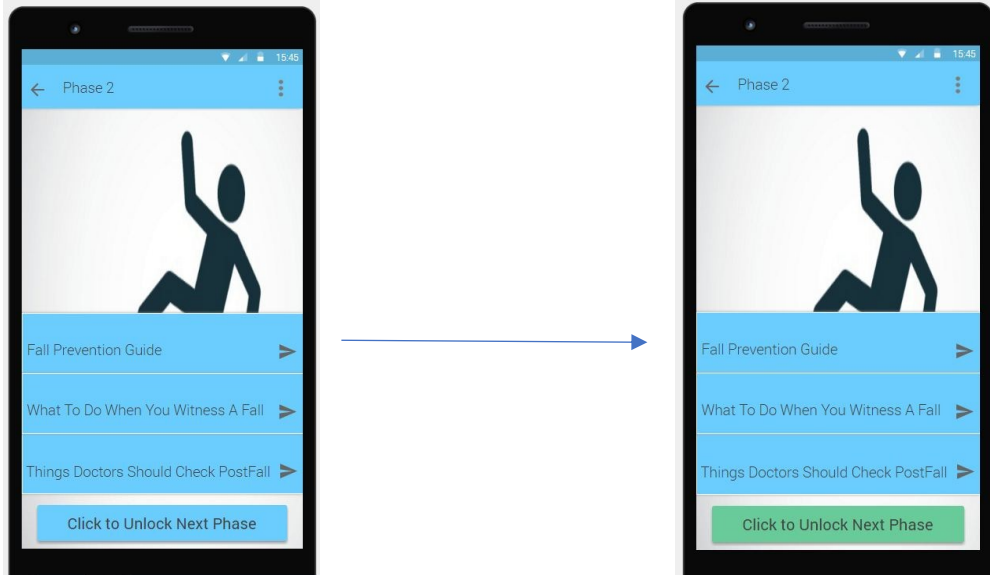 15:45
Phase 2
Fall Prevention Guide
What To Do When You Witness A Fall
Things Doctors Should Check PostFall
Click to Unlock Next Phase
15:45
Phase 2
Fall Prevention Guide
What To Do When You Witness A Fall
Things Doctors Should Check PostFall
Click to Unlock Next Phase